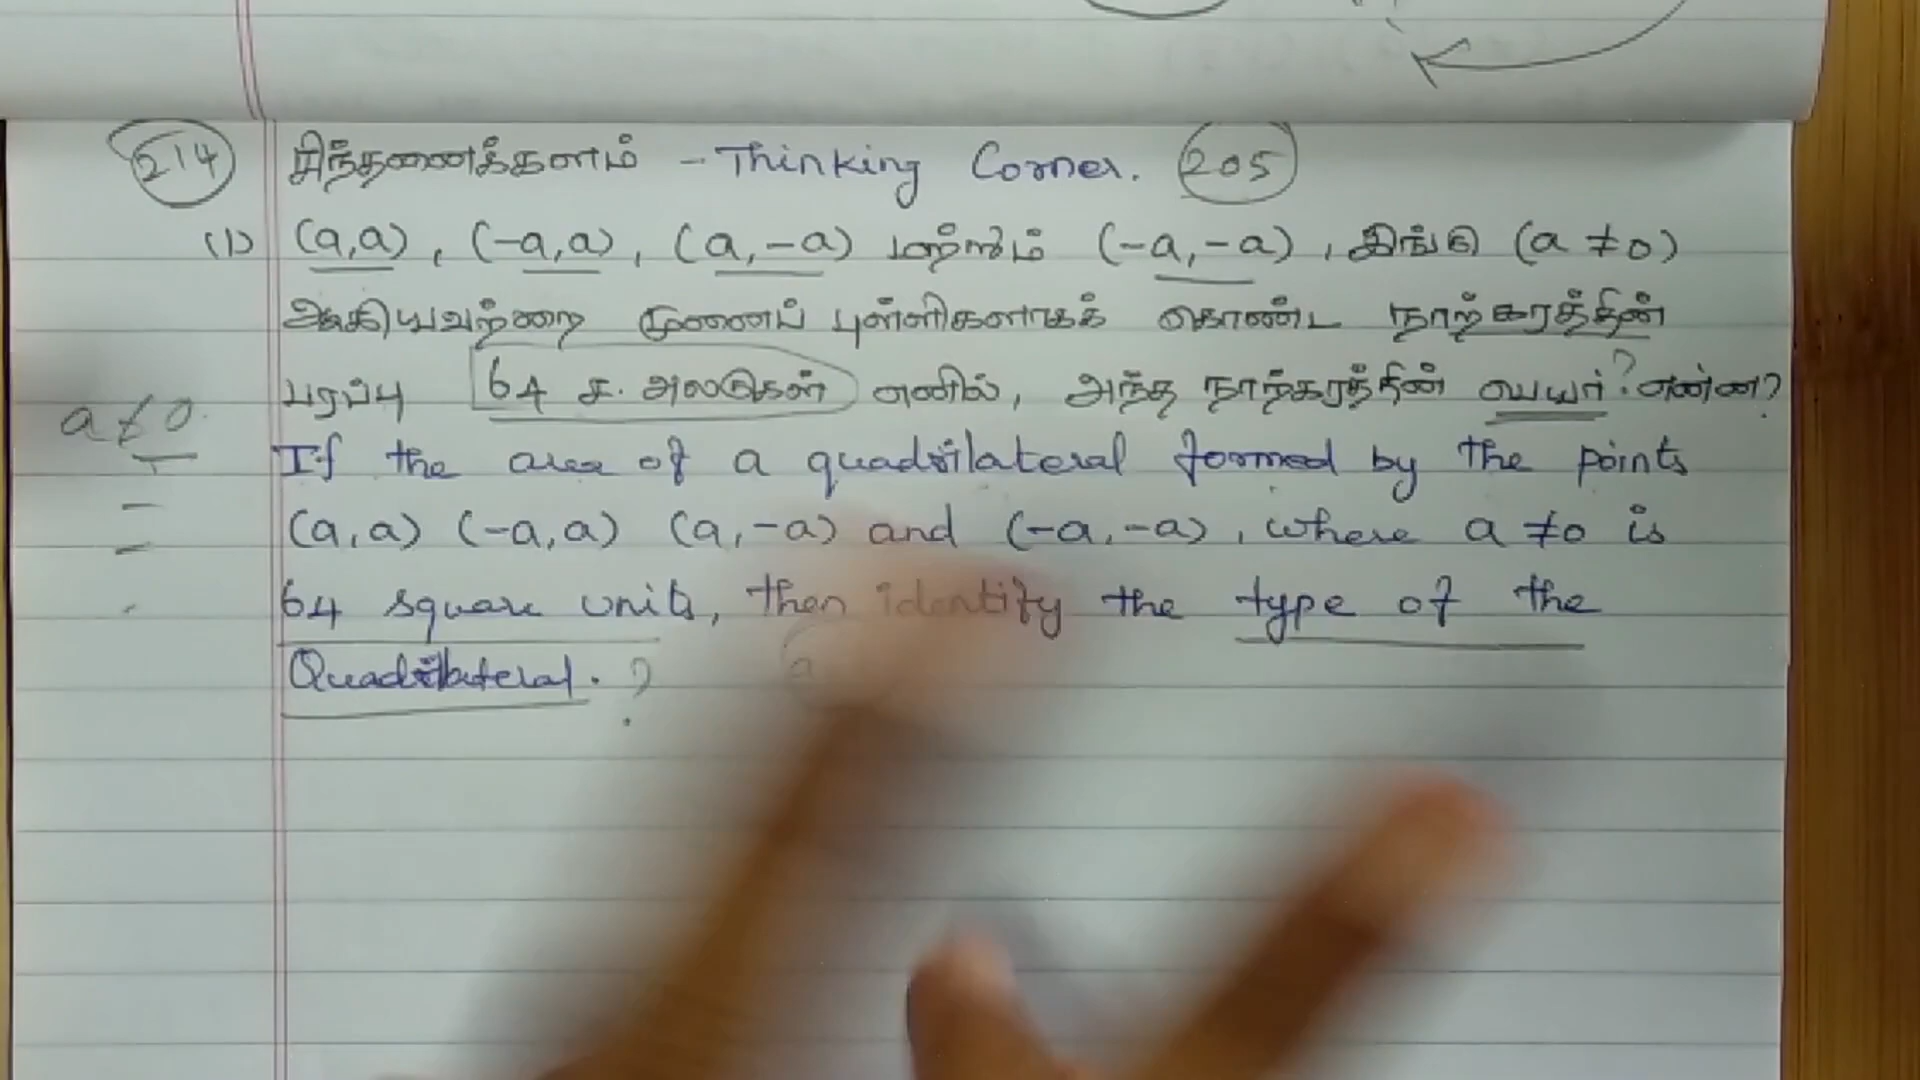 214 சிந்தனைக்களம் - Thinking Corner. 205
(1) (a,a), (-a,a), (a,-a) மற்றும் (-a,-a), இங்கு (a ≠ 0)
ஆகியவற்றை முனைப் புள்ளிகளாகக் கொண்ட நாற்கரத்தின்
பரப்பு 64 ச. அலகுகள் எனில், அந்த நாற்கரத்தின் பெயர்? என்ன?
a ≠ 0
If the area of a quadrilateral formed by the points
(a,a) (-a,a) (a,-a) and (-a,-a), where a ≠ 0 is
64 square units, then identify the type of the
Quadrilateral. ?